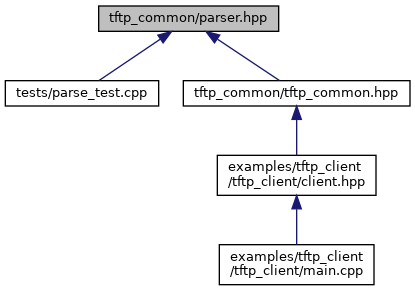 tftp_common/parser.hpp
tests/parse_test.cpp
tftp_common/tftp_common.hpp
examples/tftp_client
/tftp_client/client.hpp
examples/tftp_client
/tftp_client/main.cpp